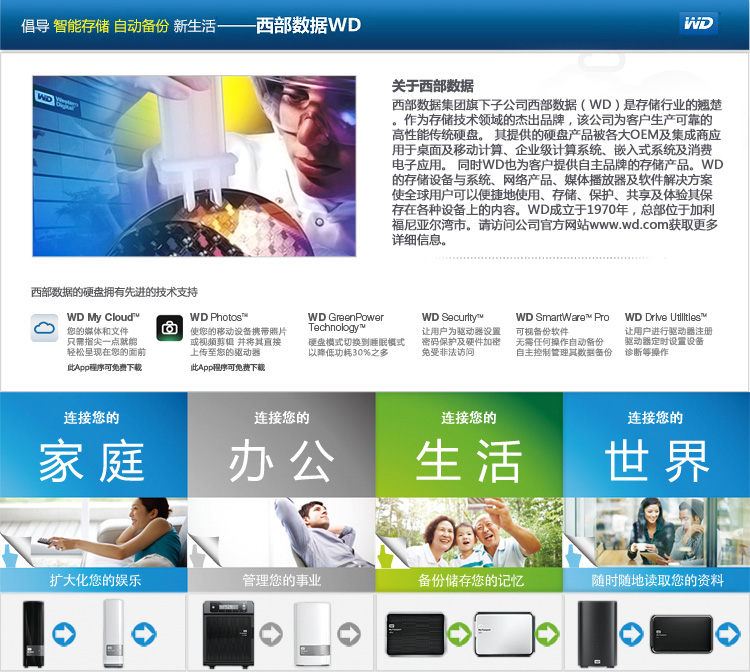 倡导 智能存储 自动备份 新生活——西部数据WD
WD
WD Western Digital
关于西部数据
西部数据集团旗下子公司西部数据（WD）是存储行业的翘楚
。作为存储技术领域的杰出品牌，该公司为客户生产可靠的
高性能传统硬盘。 其提供的硬盘产品被各大OEM及集成商应
用于桌面及移动计算、企业级计算系统、嵌入式系统及消费
电子应用。 同时WD也为客户提供自主品牌的存储产品。WD
的存储设备与系统、网络产品、媒体播放器及软件解决方案
使全球用户可以便捷地使用、存储、保护、共享及体验其保
存在各种设备上的内容。WD成立于1970年，总部位于加利
福尼亚尔湾市。请访问公司官方网站www.wd.com获取更多
详细信息。
西部数据的硬盘拥有先进的技术支持
WD My Cloud™
您的媒体和文件
只需指尖一点就能
轻松呈现在您的面前
此App程序可免费下载
WD Photos™
使您的移动设备携带照片
或视频剪辑 并将其直接
上传至您的驱动器
此App程序可免费下载
WD GreenPower
Technology™
硬盘模式切换到睡眠模式
以降低功耗30%之多
WD Security™
让用户为驱动器设置
密码保护及硬件加密
免受非法访问
WD SmartWare™ Pro
可视备份软件
无需任何操作自动备份
自主控制管理其数据备份
WD Drive Utilities™
让用户进行驱动器注册
驱动器定时设置设备
诊断等操作
连接您的
家庭
扩大化您的娱乐
连接您的
办公
管理您的事业
连接您的
生活
备份储存您的记忆
连接您的
世界
随时随地读取您的资料